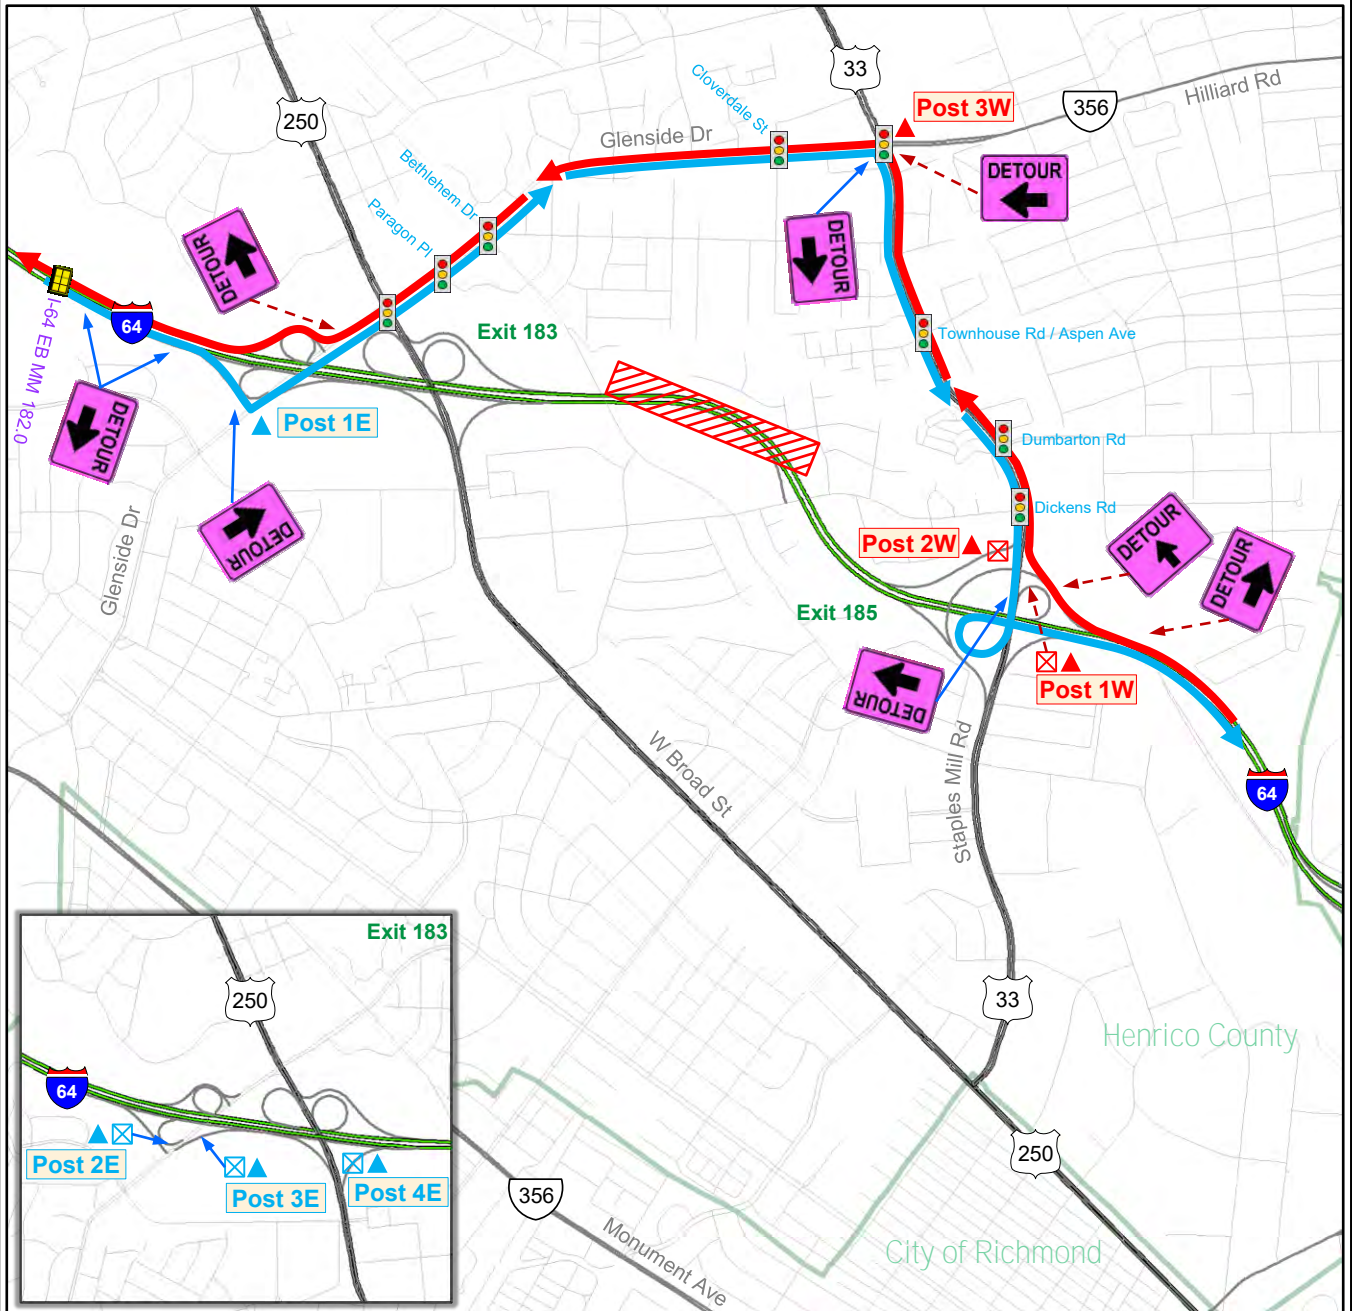 33
Post 3W
356
Hilliard Rd
Cloverdale St
Glenside Dr
250
DETOUR
Bethlehem Dr
Paragon Pl
DETOUR
DETOUR
64
I-64 EB MM 182.0
Exit 183
Townhouse Rd / Aspen Ave
DETOUR
Post 1E
Dumbarton Rd
Dickens Rd
DETOUR
Glenside Dr
Post 2W
DETOUR
DETOUR
Exit 185
DETOUR
Post 1W
W Broad St
Staples Mill Rd
64
Exit 183
250
33
Henrico County
64
Post 2E
Post 3E
Post 4E
250
356
Monument Ave
City of Richmond